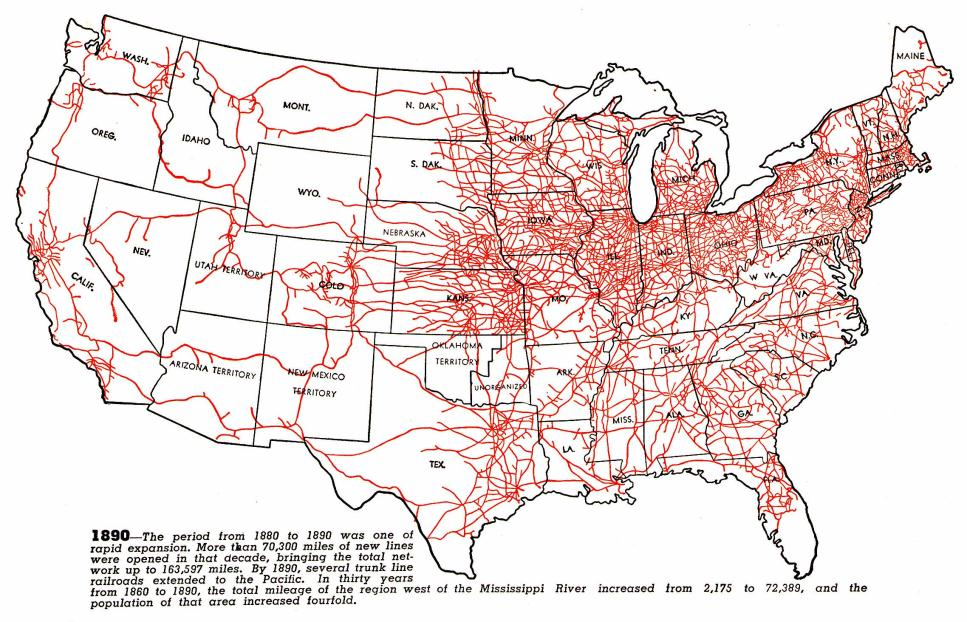 WASH.
MONT.
N. DAK.
MINN.
MAINE
OREG.
IDAHO
S. DAK.
WIS.
MICH.
VT.
N.H.
N.Y.
MASS.
CONN.
WYO.
IOWA
NEBRASKA
PA.
NEV.
UTAH TERRITORY
COLO
ILL.
IND.
OHIO
MD.
W VA.
CALIF.
KANS.
MO.
KY
VA.
ARIZONA TERRITORY
NEW MEXICO
TERRITORY
OKLAHOMA
TERRITORY
UNORGANIZED
ARK.
TENN.
N.C.
S.C.
MISS.
ALA.
GA.
TEX.
LA.
FLA.
1890—The period from 1880 to 1890 was one of
rapid expansion. More than 70,300 miles of new lines
were opened in that decade, bringing the total net-
work up to 163,597 miles. By 1890, several trunk line
railroads extended to the Pacific. In thirty years
from 1860 to 1890, the total mileage of the region west of the Mississippi River increased from 2,175 to 72,389, and the
population of that area increased fourfold.